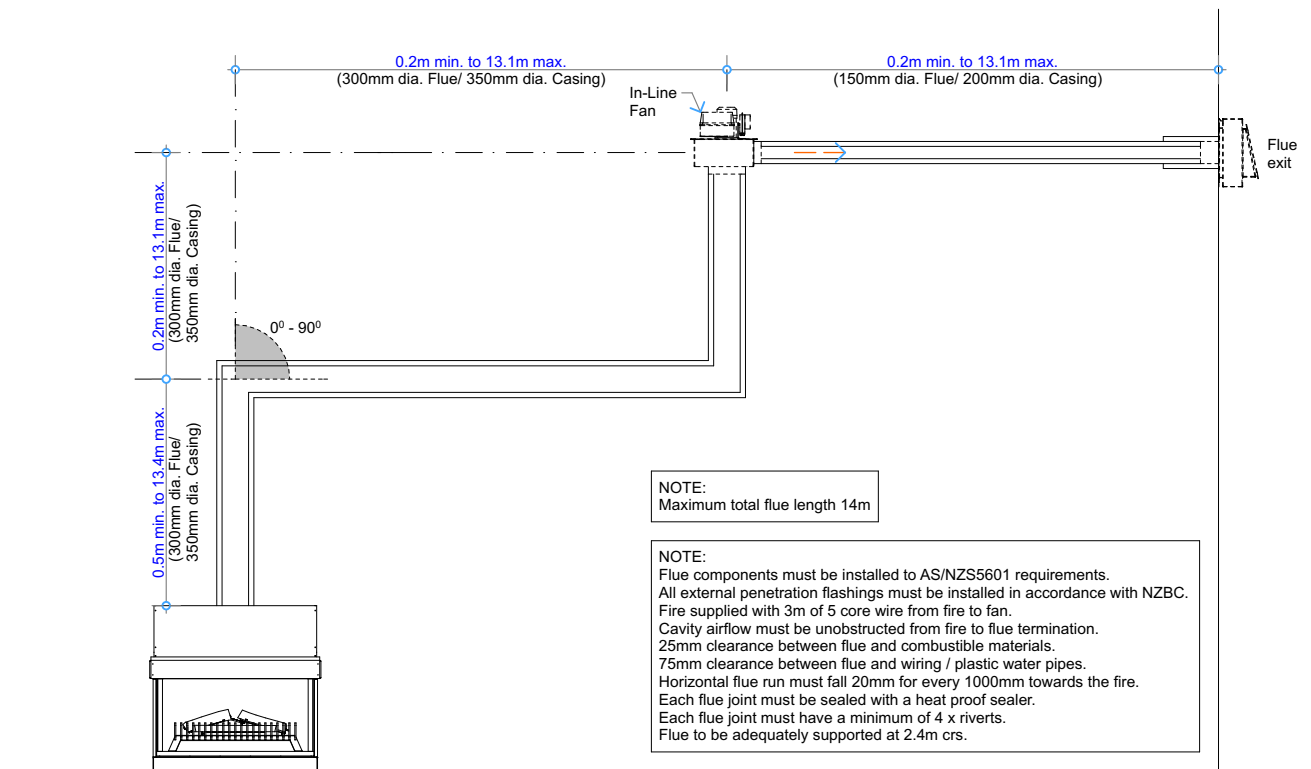 0.2m min. to 13.1m max.
(300mm dia. Flue/ 350mm dia. Casing)
0.2m min. to 13.1m max.
(150mm dia. Flue/ 200mm dia. Casing)
In-Line
Fan
Flue
exit
0.2m min. to 13.1m max.
(300mm dia. Flue/
350mm dia. Casing)
0⁰ - 90⁰
0.5m min. to 13.4m max.
(300mm dia. Flue/
350mm dia. Casing)
NOTE:
Maximum total flue length 14m
NOTE:
Flue components must be installed to AS/NZS5601 requirements.
All external penetration flashings must be installed in accordance with NZBC.
Fire supplied with 3m of 5 core wire from fire to fan.
Cavity airflow must be unobstructed from fire to flue termination.
25mm clearance between flue and combustible materials.
75mm clearance between flue and wiring / plastic water pipes.
Horizontal flue run must fall 20mm for every 1000mm towards the fire.
Each flue joint must be sealed with a heat proof sealer.
Each flue joint must have a minimum of 4 x riverts.
Flue to be adequately supported at 2.4m crs.